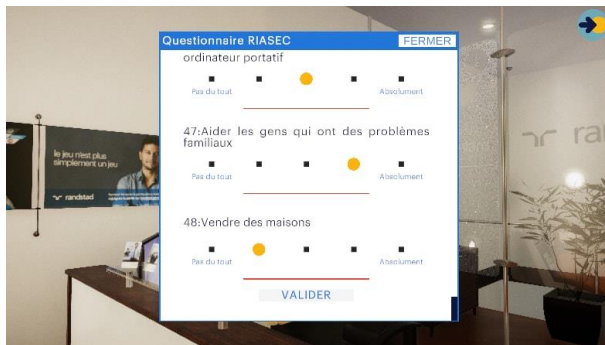 Questionnaire RIASEC
FERMER
ordinateur portatif
Pas du tout
Absolument
47:Aider les gens qui ont des problèmes
familiaux
Pas du tout
Absolument
48:Vendre des maisons
Pas du tout
Absolument
VALIDER
le jeu n'est plus
simplement un jeu
randstad
ra